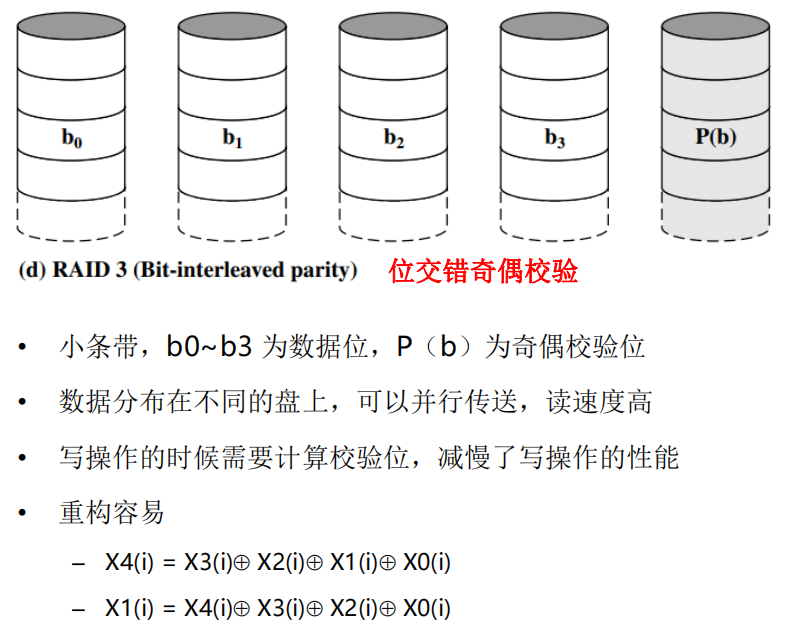 b0 b1 b2 b3 P(b)
(d) RAID 3 (Bit-interleaved parity) 位交错奇偶校验
• 小条带，b0~b3 为数据位，P（b）为奇偶校验位
• 数据分布在不同的盘上，可以并行传送，读速度高
• 写操作的时候需要计算校验位，减慢了写操作的性能
• 重构容易
– X4(i) = X3(i)⊕ X2(i)⊕ X1(i)⊕ X0(i)
– X1(i) = X4(i)⊕ X3(i)⊕ X2(i)⊕ X0(i)